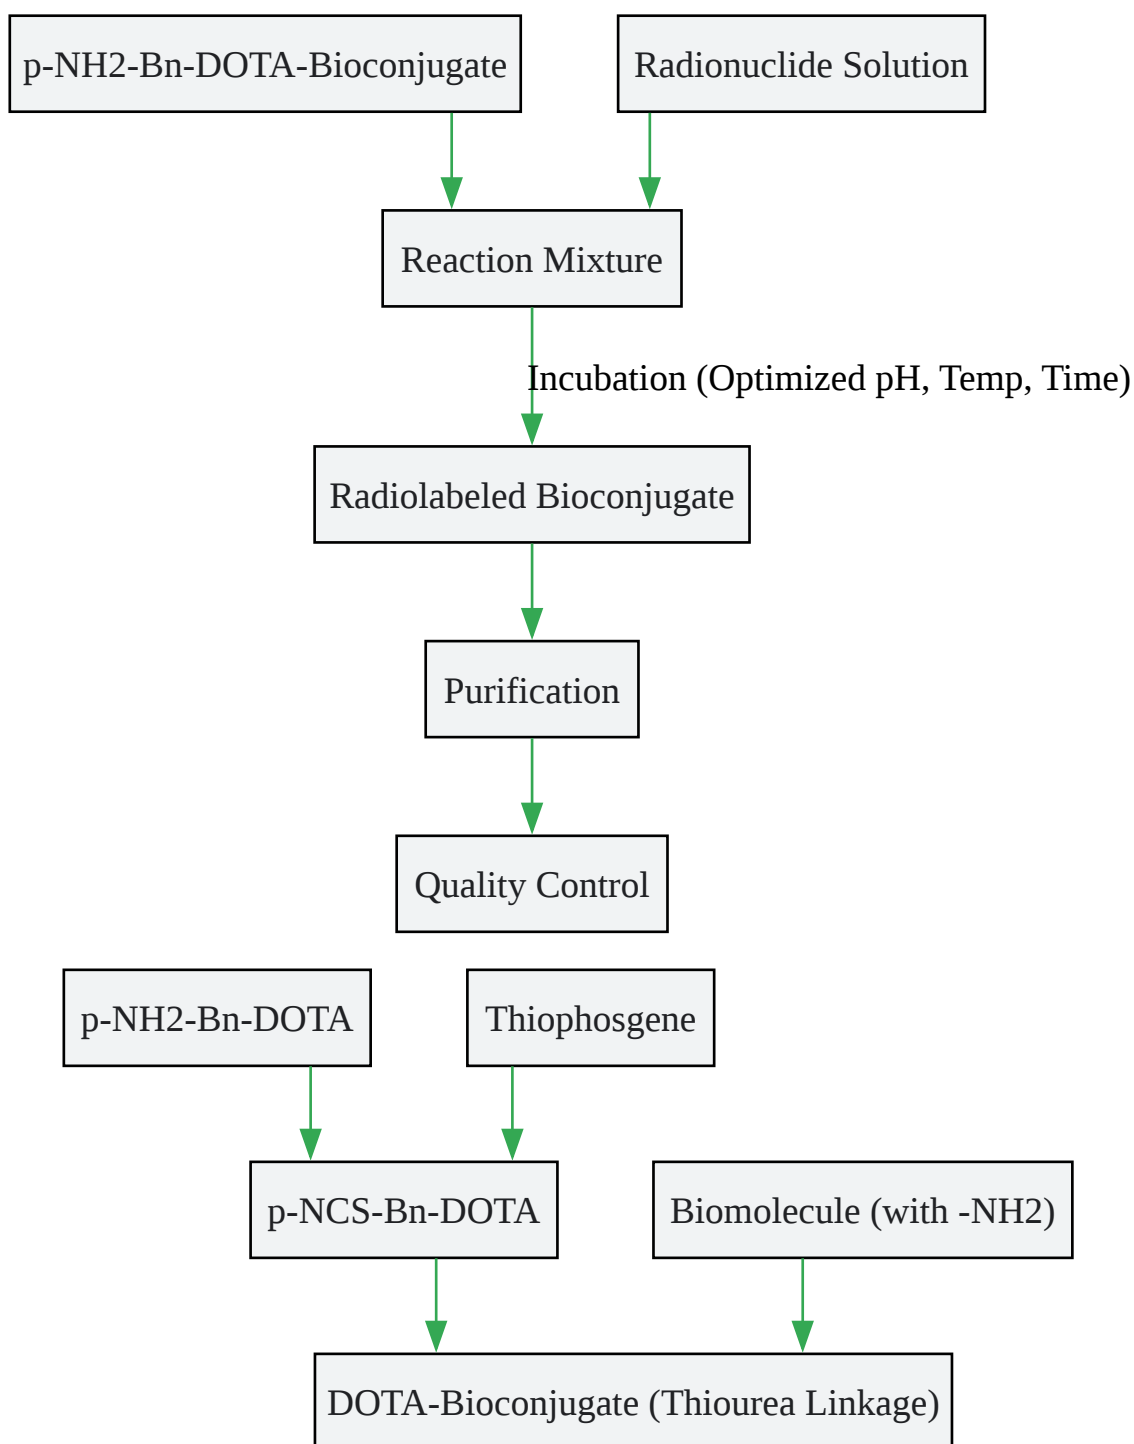 p-NH2-Bn-DOTA-Bioconjugate
Radionuclide Solution
Reaction Mixture
Incubation (Optimized pH, Temp, Time)
Radiolabeled Bioconjugate
Purification
Quality Control
p-NH2-Bn-DOTA
Thiophosgene
p-NCS-Bn-DOTA
Biomolecule (with -NH2)
DOTA-Bioconjugate (Thiourea Linkage)